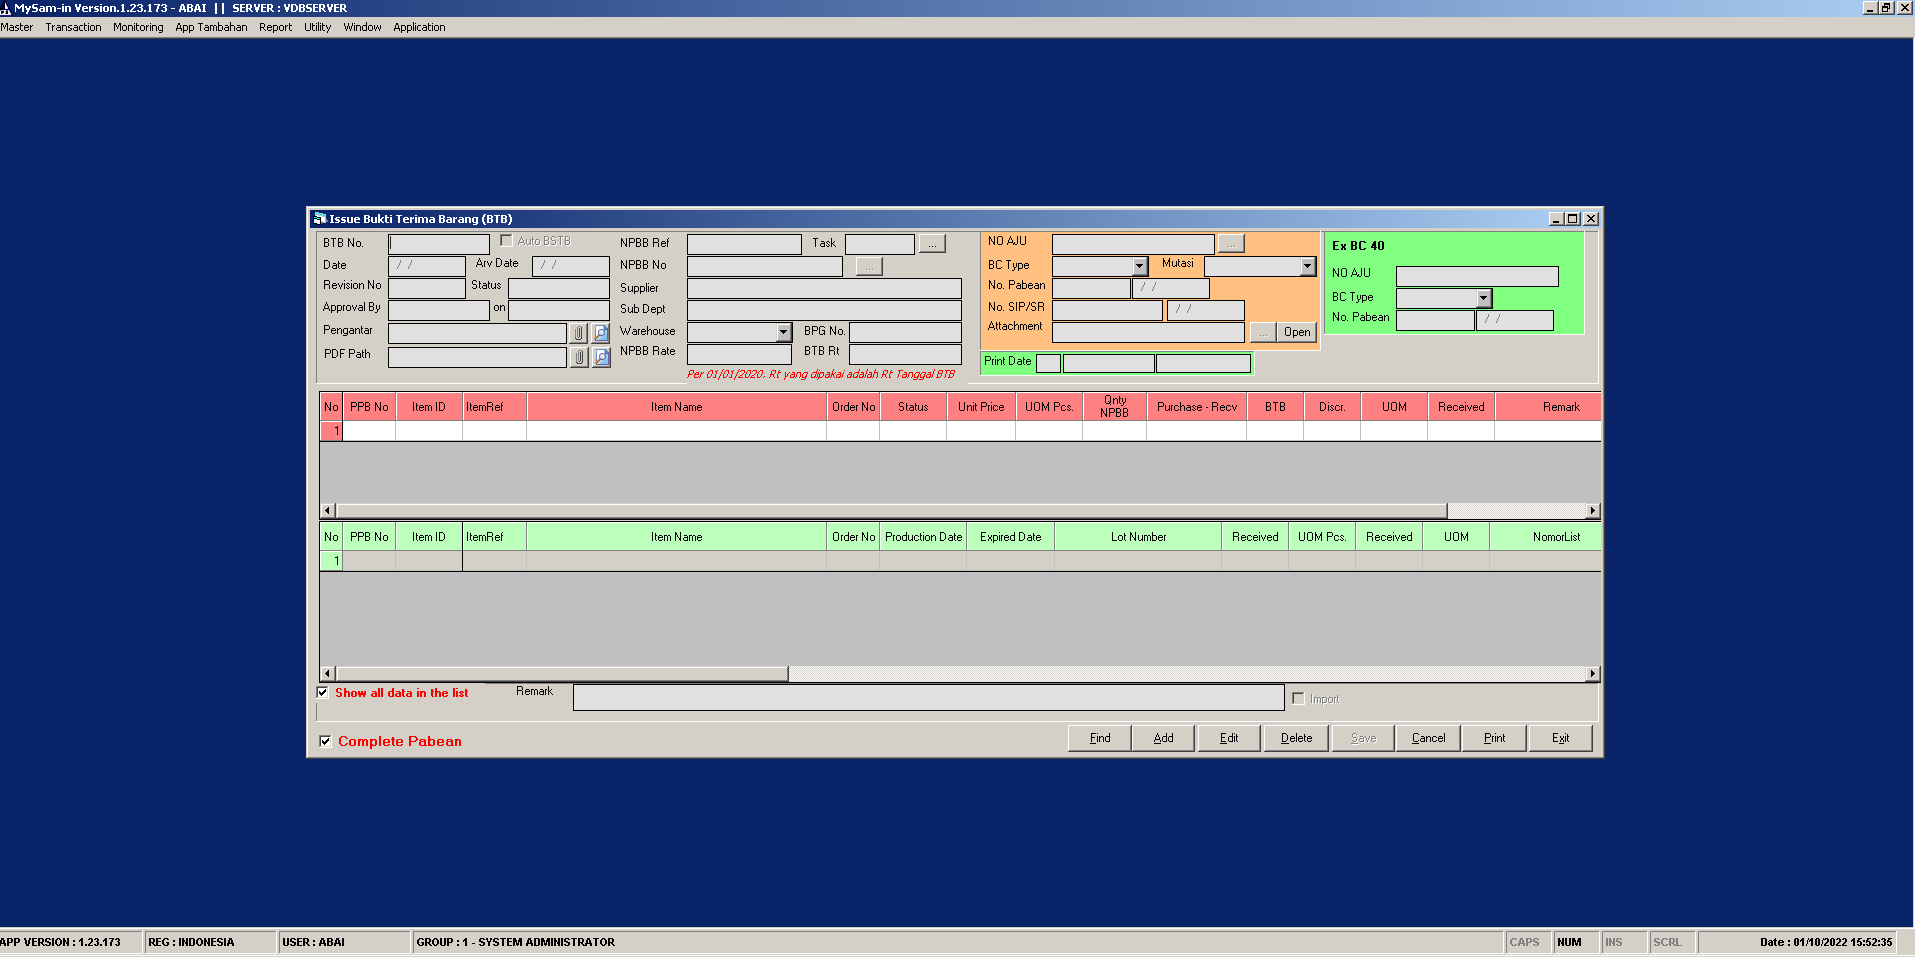 MySam-in Version.1.23.173 - ABAI  ||  SERVER : VDBSERVER
Master Transaction Monitoring App Tambahan Report Utility Window Application
Issue Bukti Terima Barang (BTB)
BTB No. Auto BSTB NPBB Ref Task ... NO AJU ... Ex BC 40
Date / / Arv Date / / NPBB No ... BC Type Mutasi NO AJU
Revision No Status Supplier No. Pabean / / BC Type
Approval By on Sub Dept No. SIP/SR / / No. Pabean / /
Pengantar Warehouse BPG No. Attachment ... Open
PDF Path NPBB Rate BTB Rt Print Date
Per 01/01/2020, Rt yang dipakai adalah Rt Tanggal BTB
No PPB No Item ID ItemRef Item Name Order No Status Unit Price UOM Pcs. Qnty NPBB Purchase - Recv BTB Discr. UOM Received Remark
1
No PPB No Item ID ItemRef Item Name Order No Production Date Expired Date Lot Number Received UOM Pcs. Received UOM NomorList
1
Show all data in the list Remark Import
Complete Pabean Find Add Edit Delete Save Cancel Print Exit
APP VERSION : 1.23.173 REG : INDONESIA USER : ABAI GROUP : 1 - SYSTEM ADMINISTRATOR CAPS NUM INS SCRL Date : 01/10/2022 15:52:35